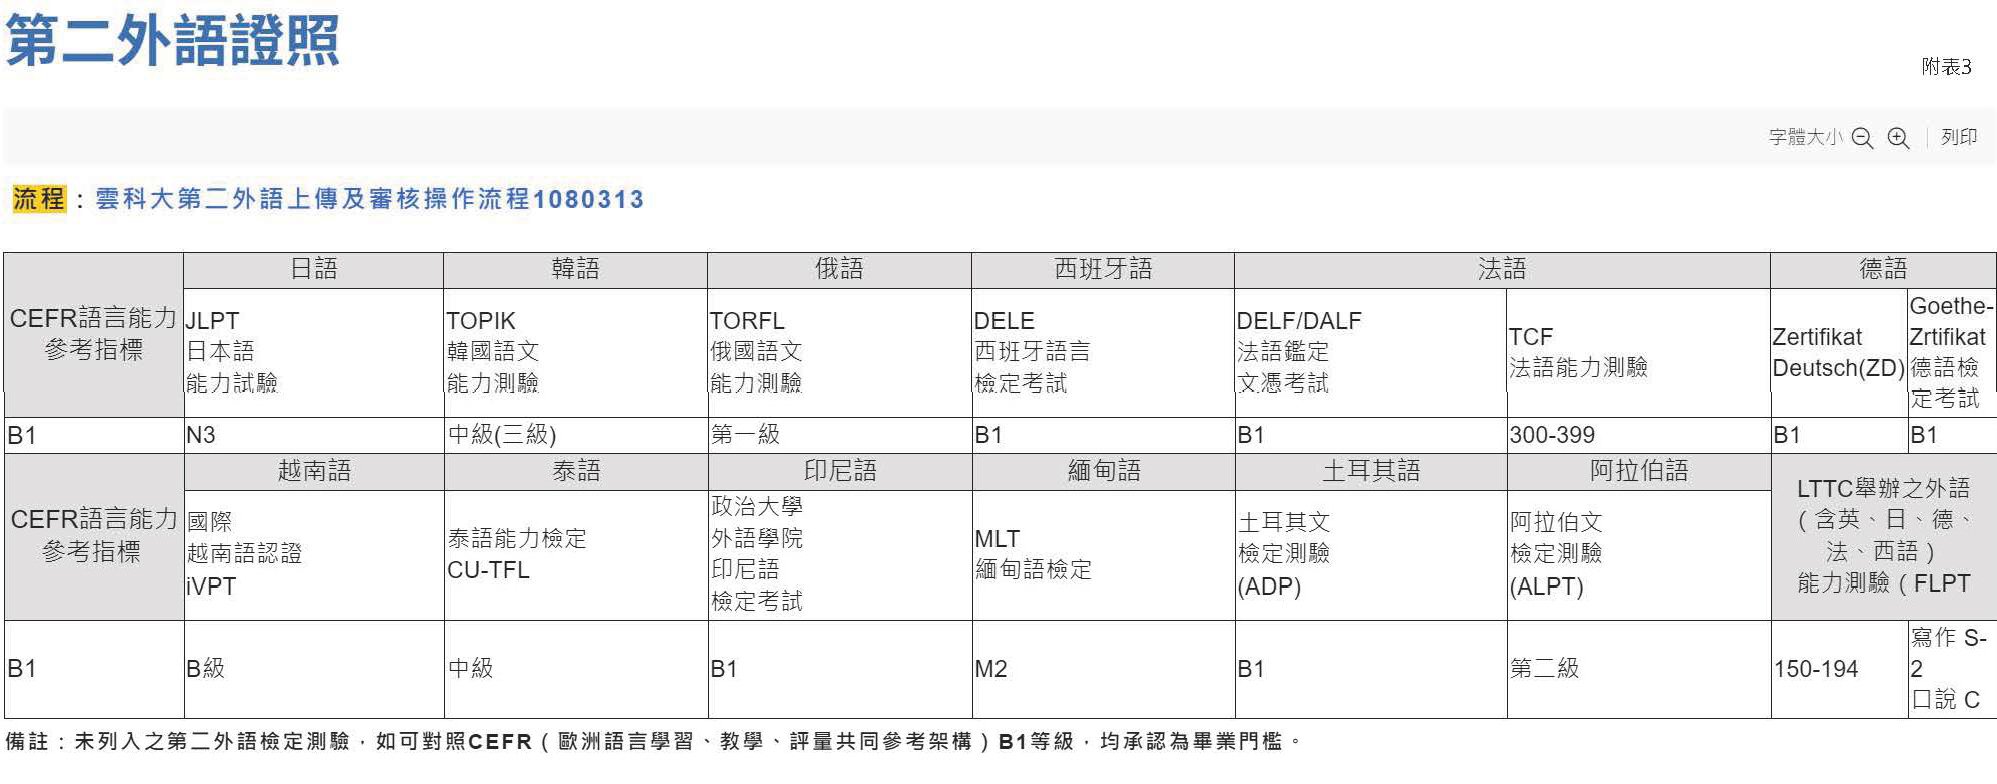 第二外語證照
附表3
字體大小
列印
流程：雲科大第二外語上傳及審核操作流程1080313
CEFR語言能力
參考指標
日語
韓語
俄語
西班牙語
法語
德語
JLPT
日本語
能力試驗
TOPIK
韓國語文
能力測驗
TORFL
俄國語文
能力測驗
DELE
西班牙語言
檢定考試
DELF/DALF
法語鑑定
文憑考試
TCF
法語能力測驗
Zertifikat
Deutsch(ZD)
Goethe-
Zrtifikat
德語檢
定考試
B1
N3
中級(三級)
第一級
B1
B1
300-399
B1
B1
CEFR語言能力
參考指標
越南語
泰語
印尼語
緬甸語
土耳其語
阿拉伯語
LTTC舉辦之外語
（含英、日、德、
法、西語）
能力測驗（FLPT
國際
越南語認證
iVPT
泰語能力檢定
CU-TFL
政治大學
外語學院
印尼語
檢定考試
MLT
緬甸語檢定
土耳其文
檢定測驗
(ADP)
阿拉伯文
檢定測驗
(ALPT)
B1
B級
中級
B1
M2
B1
第二級
150-194
寫作 S-
2
口說 C
備註：未列入之第二外語檢定測驗，如可對照CEFR（歐洲語言學習、教學、評量共同參考架構）B1等級，均承認為畢業門檻。